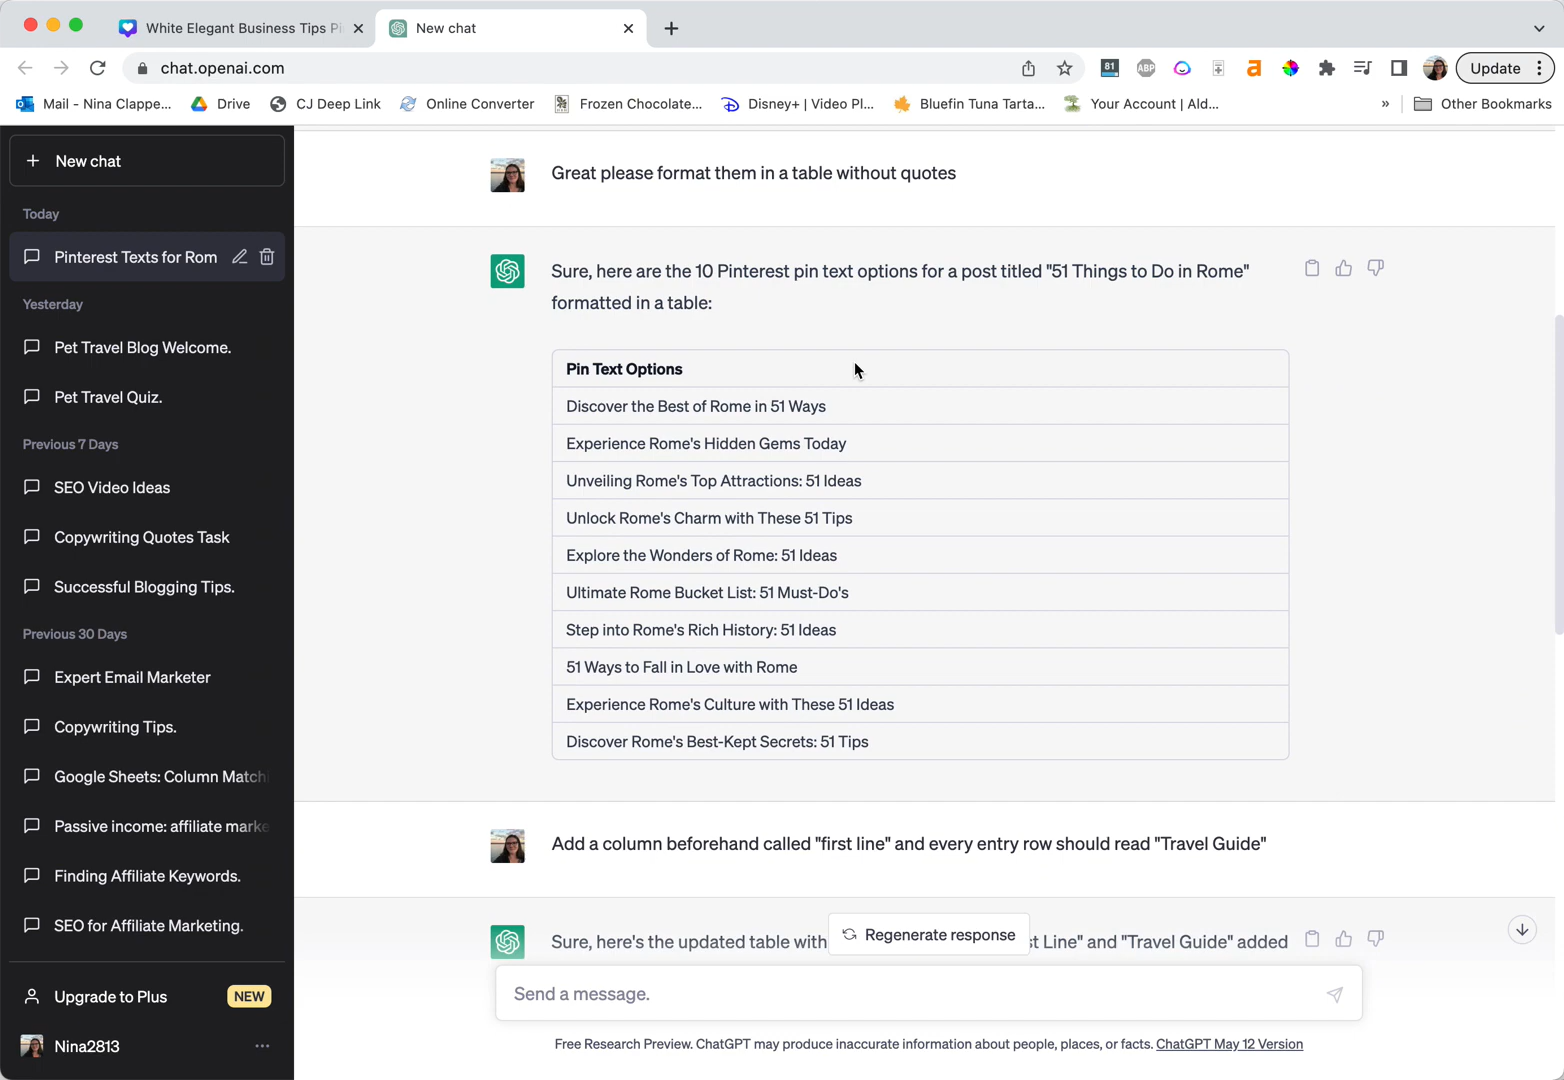 White Elegant Business Tips Pi
New chat
chat.openai.com
81
ABP
a
Update
Mail - Nina Clappe...
Drive
CJ Deep Link
Online Converter
Frozen Chocolate...
Disney+ | Video Pl...
Bluefin Tuna Tarta...
Your Account | Ald...
»
Other Bookmarks
+ New chat
Today
Pinterest Texts for Rom
Yesterday
Pet Travel Blog Welcome.
Pet Travel Quiz.
Previous 7 Days
SEO Video Ideas
Copywriting Quotes Task
Successful Blogging Tips.
Previous 30 Days
Expert Email Marketer
Copywriting Tips.
Google Sheets: Column Match
Passive income: affiliate marke
Finding Affiliate Keywords.
SEO for Affiliate Marketing.
Upgrade to Plus
NEW
Nina2813
Great please format them in a table without quotes
Sure, here are the 10 Pinterest pin text options for a post titled "51 Things to Do in Rome"
formatted in a table:
Pin Text Options
Discover the Best of Rome in 51 Ways
Experience Rome's Hidden Gems Today
Unveiling Rome's Top Attractions: 51 Ideas
Unlock Rome's Charm with These 51 Tips
Explore the Wonders of Rome: 51 Ideas
Ultimate Rome Bucket List: 51 Must-Do's
Step into Rome's Rich History: 51 Ideas
51 Ways to Fall in Love with Rome
Experience Rome's Culture with These 51 Ideas
Discover Rome's Best-Kept Secrets: 51 Tips
Add a column beforehand called "first line" and every entry row should read "Travel Guide"
Sure, here's the updated table with
st Line" and "Travel Guide" added
Regenerate response
Send a message.
Free Research Preview. ChatGPT may produce inaccurate information about people, places, or facts. ChatGPT May 12 Version